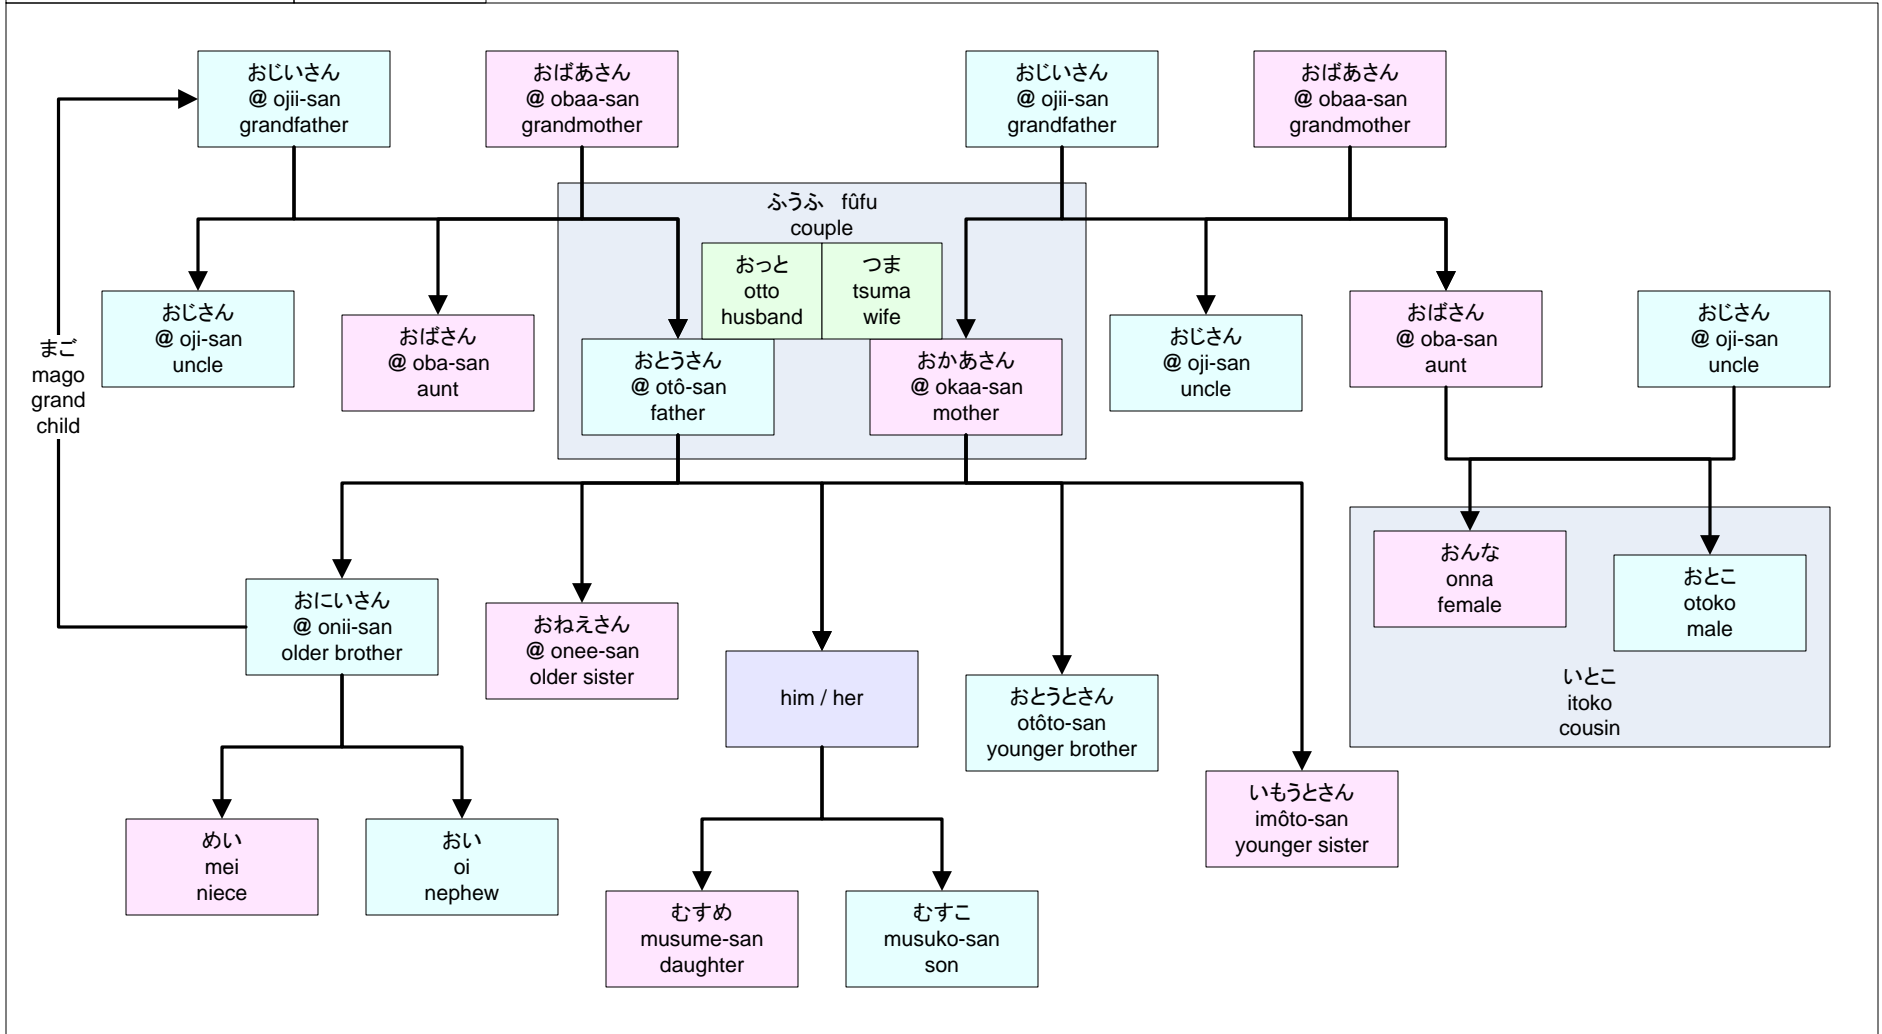 おじいさん
@ ojii-san
grandfather
おばあさん
@ obaa-san
grandmother
おじいさん
@ ojii-san
grandfather
おばあさん
@ obaa-san
grandmother
ふうふ fûfu
couple
おっと
otto
husband
つま
tsuma
wife
おじさん
@ oji-san
uncle
おばさん
@ oba-san
aunt
おとうさん
@ otô-san
father
おかあさん
@ okaa-san
mother
おじさん
@ oji-san
uncle
おばさん
@ oba-san
aunt
おじさん
@ oji-san
uncle
まご
mago
grand
child
おにいさん
@ onii-san
older brother
おねえさん
@ onee-san
older sister
him / her
おとうとさん
otôto-san
younger brother
いもうとさん
imôto-san
younger sister
おんな
onna
female
おとこ
otoko
male
いとこ
itoko
cousin
めい
mei
niece
おい
oi
nephew
むすめ
musume-san
daughter
むすこ
musuko-san
son